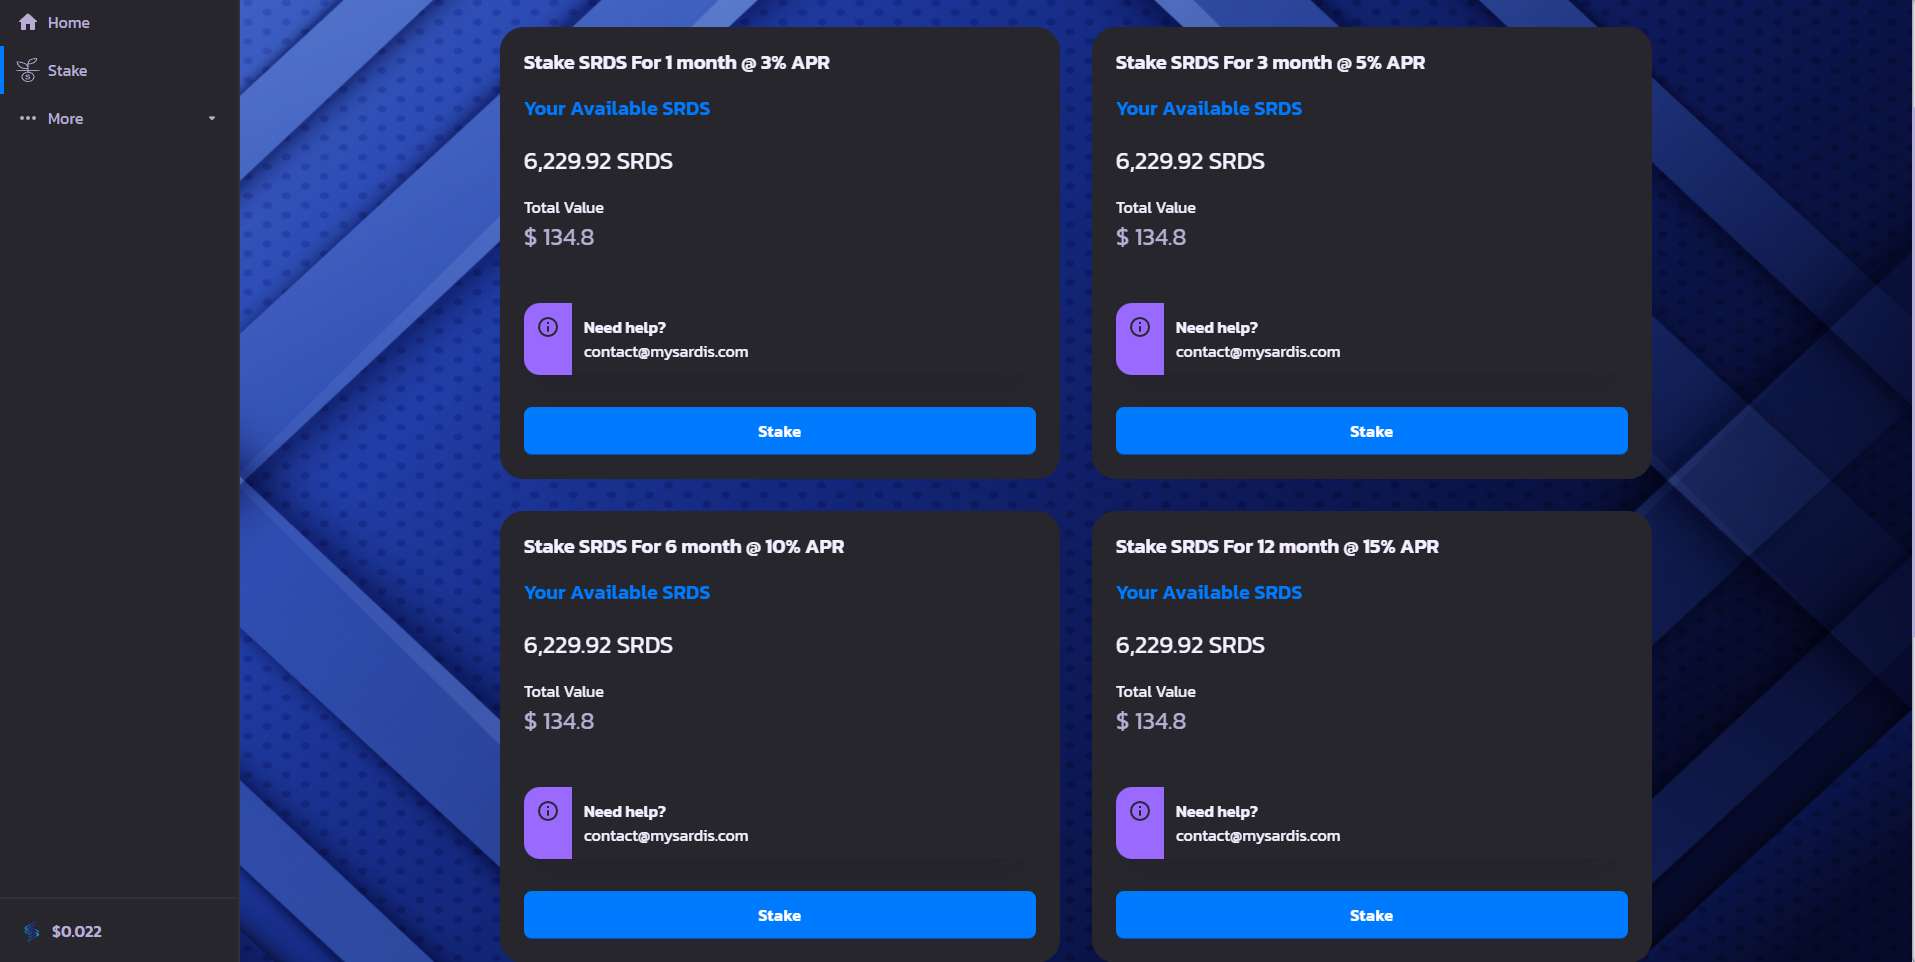 Home
Stake
More
Stake SRDS For 1 month @ 3% APR
Your Available SRDS
6,229.92 SRDS
Total Value
$ 134.8
Need help?
contact@mysardis.com
Stake
Stake SRDS For 3 month @ 5% APR
Your Available SRDS
6,229.92 SRDS
Total Value
$ 134.8
Need help?
contact@mysardis.com
Stake
Stake SRDS For 6 month @ 10% APR
Your Available SRDS
6,229.92 SRDS
Total Value
$ 134.8
Need help?
contact@mysardis.com
Stake
Stake SRDS For 12 month @ 15% APR
Your Available SRDS
6,229.92 SRDS
Total Value
$ 134.8
Need help?
contact@mysardis.com
Stake
$0.022